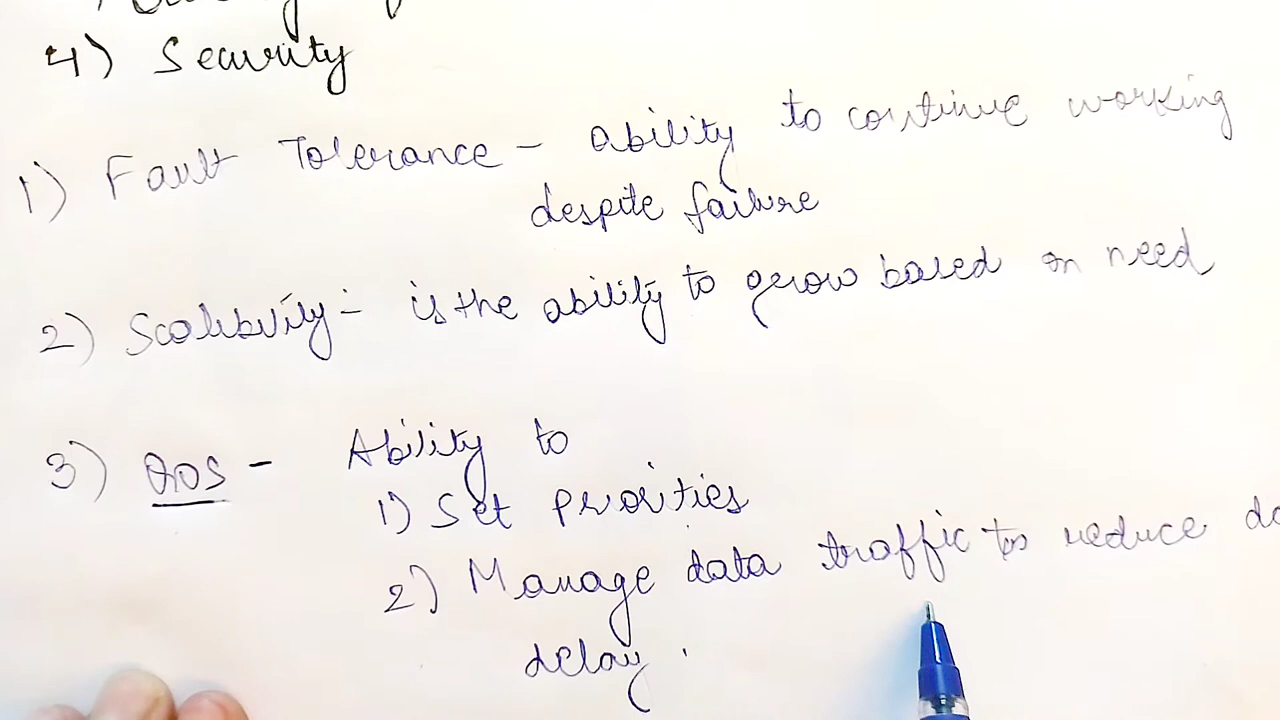 4) Security
1) Fault Tolerance - ability to continue working
despite failure
2) Scalibility :- is the ability to grow based on need
3) QOS - Ability to
1) Set priorities
2) Manage data traffic to reduce
delay.